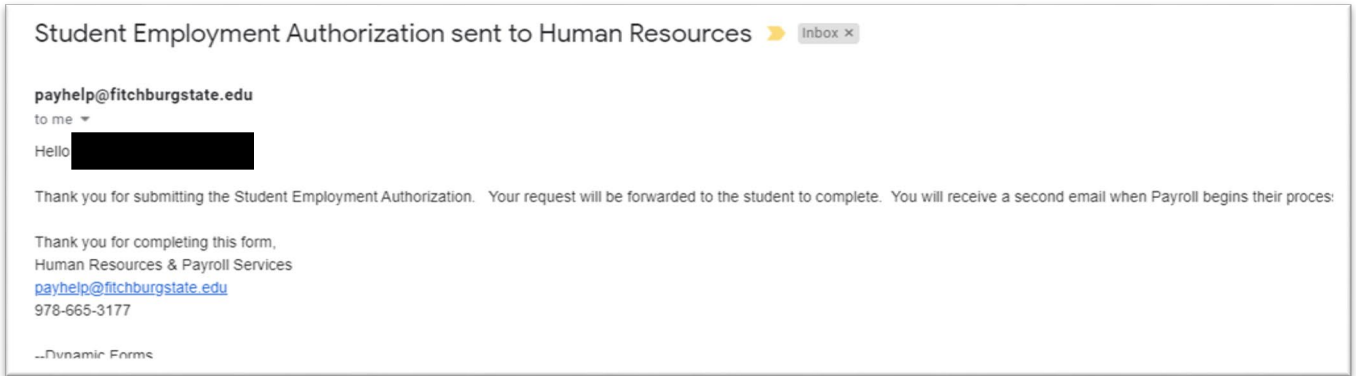 Student Employment Authorization sent to Human Resources Inbox ×
payhelp@fitchburgstate.edu
to me
Hello
Thank you for submitting the Student Employment Authorization. Your request will be forwarded to the student to complete. You will receive a second email when Payroll begins their proces
Thank you for completing this form,
Human Resources & Payroll Services
payhelp@fitchburgstate.edu
978-665-3177
--Dynamic Forms